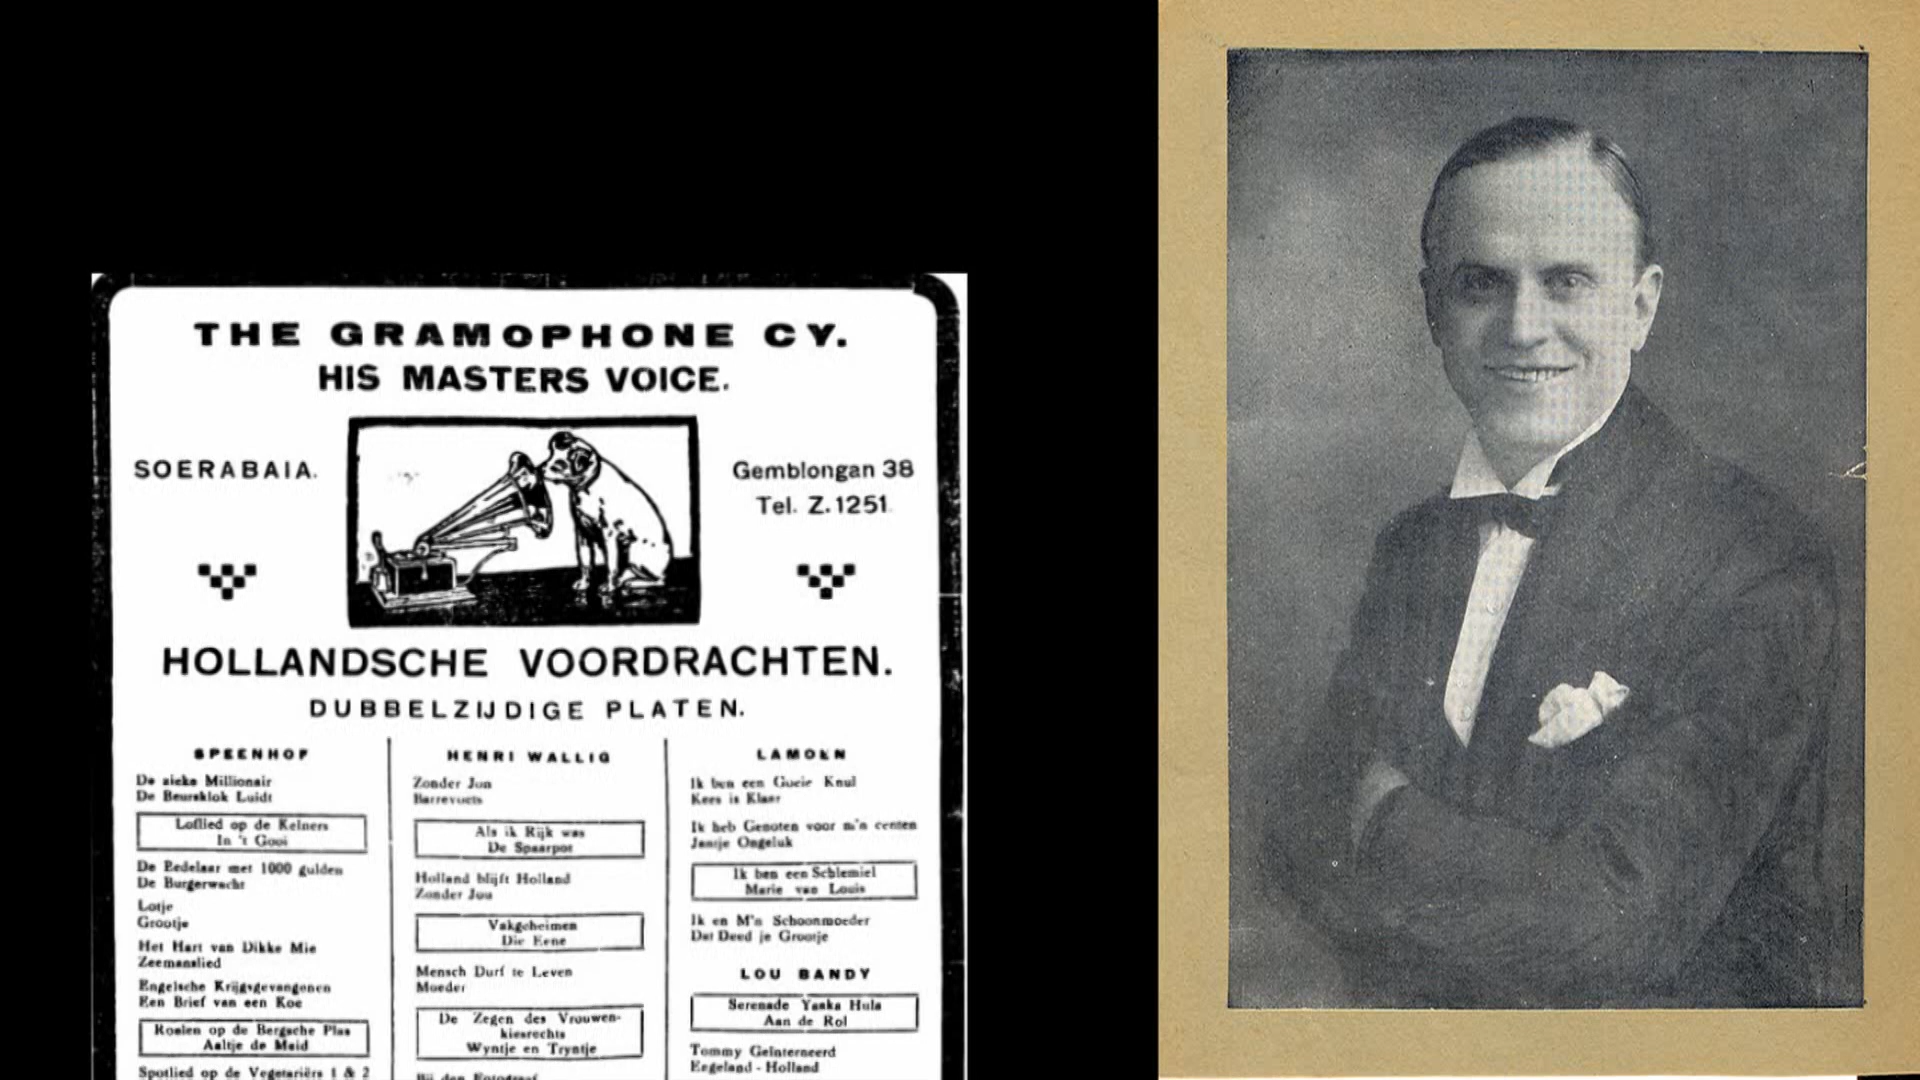 THE GRAMOPHONE CY.
HIS MASTERS VOICE.
SOERABAIA.
Gemblongan 38
Tel. Z.1251
HOLLANDSCHE VOORDRACHTEN.
DUBBELZIJDIGE PLATEN.
SPEENHOF
De zieke Millionair
De Beursklok Luidt
Loflied op de Kelners
In 't Gooi
De Bedelaar met 1000 gulden
De Burgerwacht
Lotje
Grootje
Het Hart van Dikke Mie
Zeemanslied
Engelsche Krijgsgevangenen
Een Brief van een Koe
Roeien op de Bergsche Plas
Aaltje de Meid
Spotlied op de Vegetariërs 1 & 2
HENRI WALLIG
Zonder Jou
Barrevoets
Als ik Rijk was
De Spaarpot
Holland blijft Holland
Zonder Jou
Vakgeheimen
Die Eene
Mensch Durf te Leven
Moeder
De Zegen des Vrouwen-
kiesrechts
Wyntje en Tryntje
Bij den Fotograaf
LAMOEN
Ik ben een Goeie Knul
Kees is Klaar
Ik heb Genoten voor m'n centen
Jantje Ongeluk
Ik ben een Schlemiel
Marie van Louis
Ik en M'n Schoonmoeder
Dat Deed je Grootje
LOU BANDY
Serenade Yaaka Hula
Aan de Rol
Tommy Geïnterneerd
Engeland - Holland